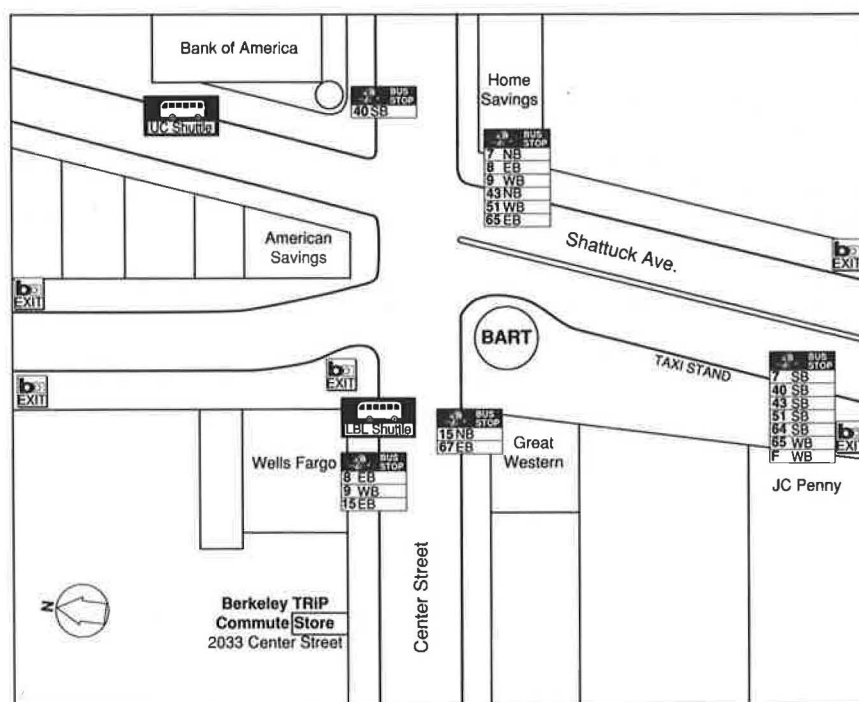 Bank of America
Home
Savings
BUS
STOP
40 SB
UC Shuttle
BUS
STOP
7 NB
8 EB
9 WB
43 NB
51 WB
65 EB
American
Savings
Shattuck Ave.
EXIT
b
EXIT
BART
TAXI STAND
b
EXIT
b
EXIT
BUS
STOP
7 SB
40 SB
43 SB
51 SB
64 SB
65 WB
F WB
EXIT
LBL Shuttle
BUS
STOP
15 NB
67 EB
Great
Western
Wells Fargo
BUS
STOP
8 EB
9 WB
15 EB
JC Penny
Center Street
N
Berkeley TRiP
Commute Store
2033 Center Street